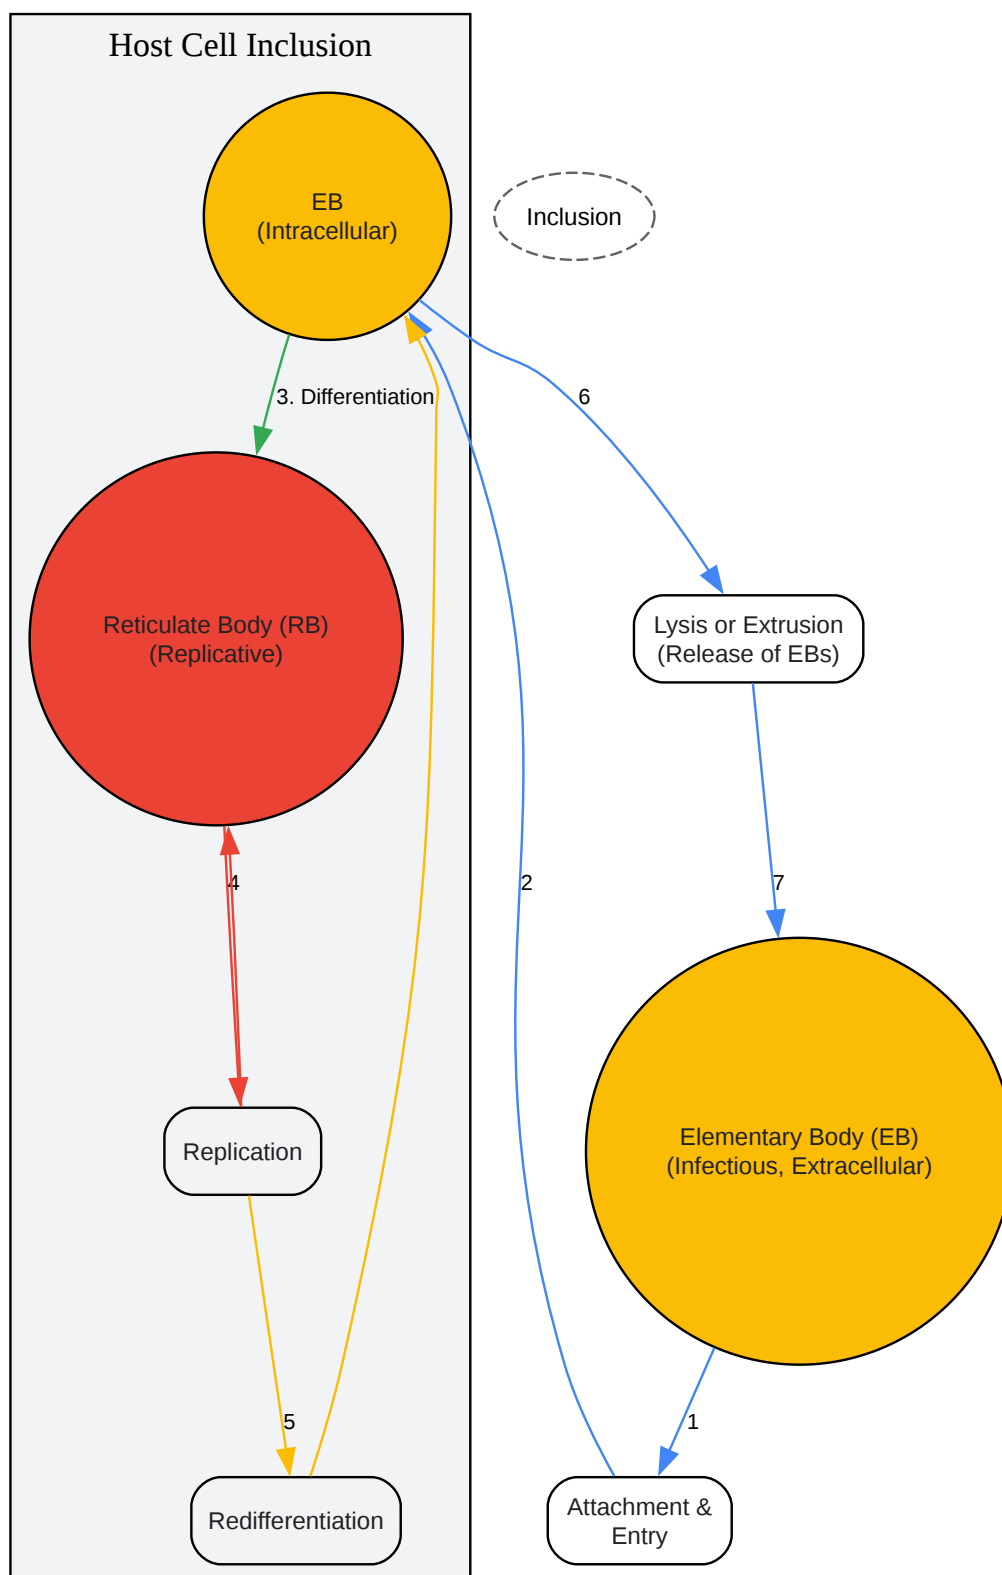 Host Cell Inclusion
EB
(Intracellular)
Inclusion
3. Differentiation
6
Reticulate Body (RB)
(Replicative)
Lysis or Extrusion
(Release of EBs)
4
2
7
Replication
Elementary Body (EB)
(Infectious, Extracellular)
5
1
Redifferentiation
Attachment &
Entry